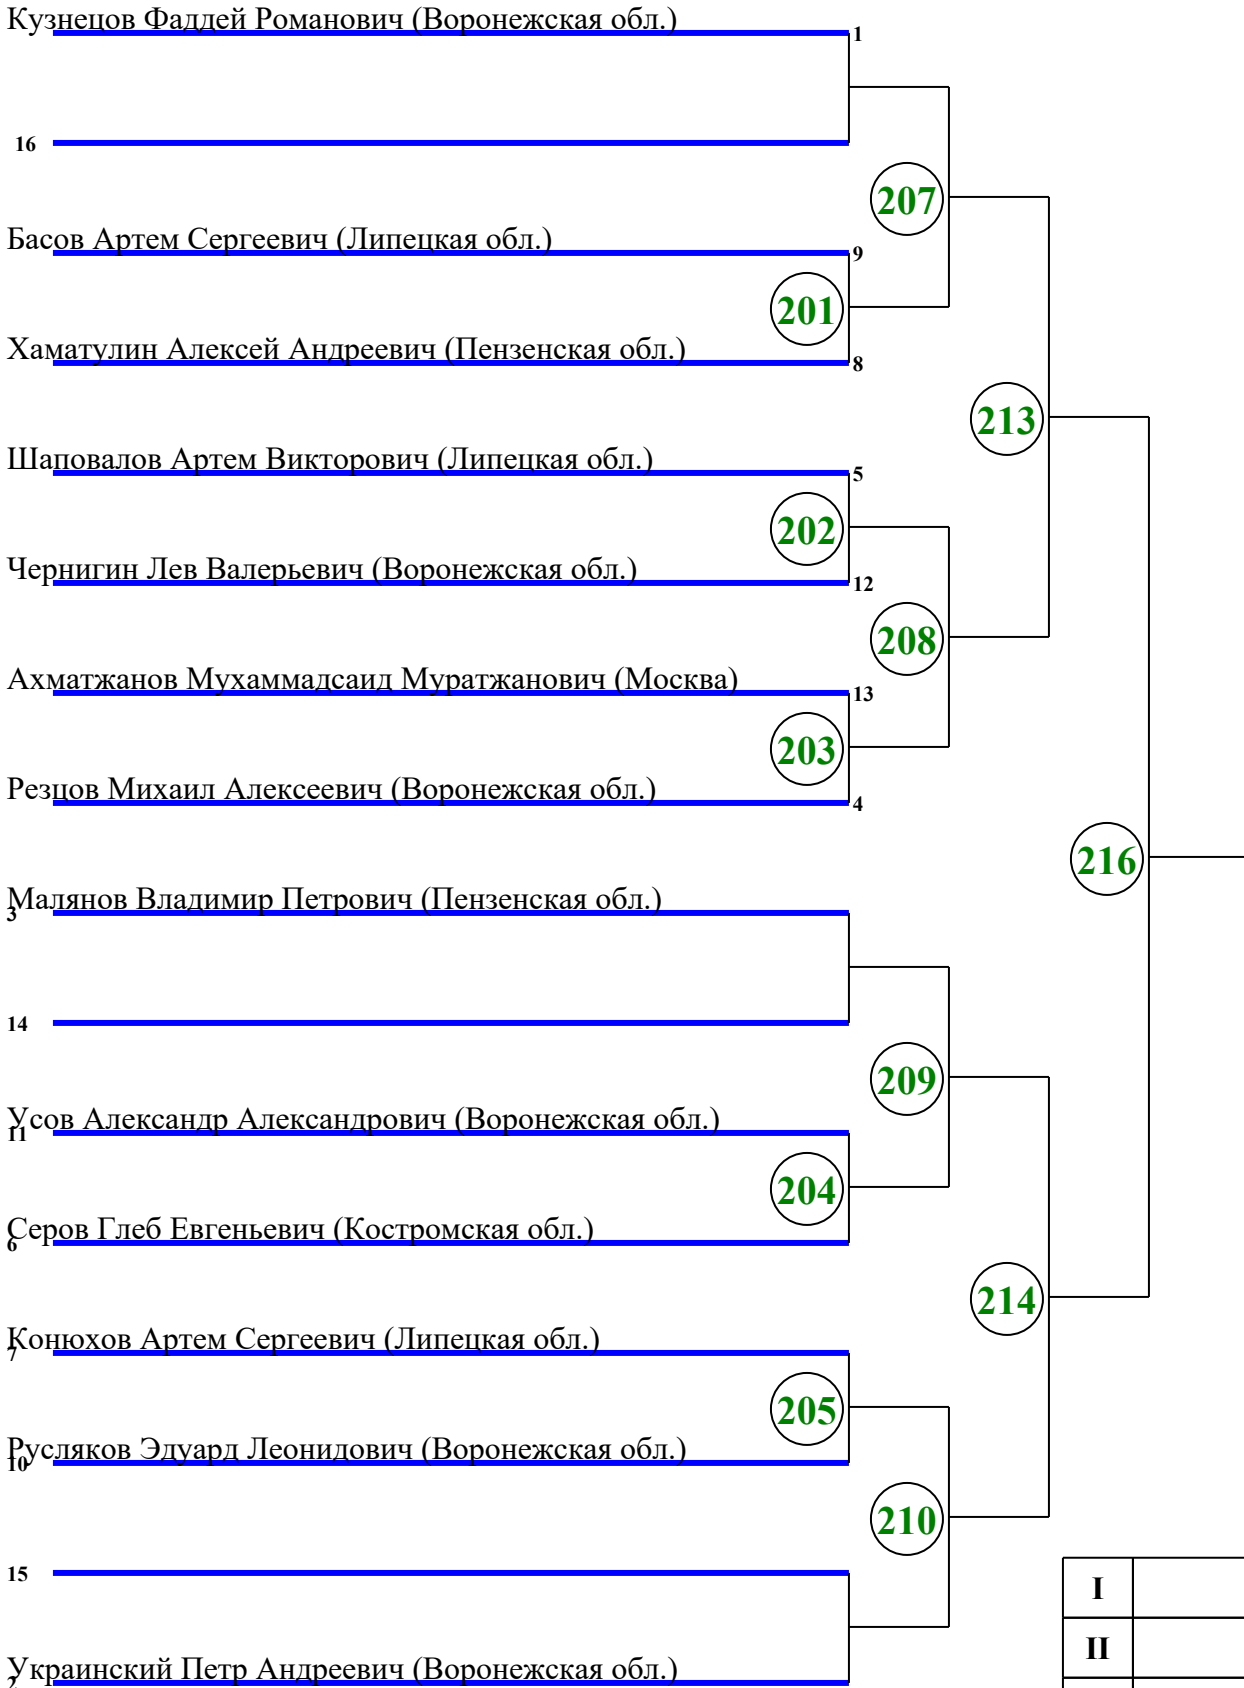 Кузнецов Фаддей Романович (Воронежская обл.)
1
16
207
Басов Артем Сергеевич (Липецкая обл.)
9
201
Хаматулин Алексей Андреевич (Пензенская обл.)
8
213
Шаповалов Артем Викторович (Липецкая обл.)
5
202
Чернигин Лев Валерьевич (Воронежская обл.)
12
208
Ахматжанов Мухаммадсаид Муратжанович (Москва)
13
203
Резцов Михаил Алексеевич (Воронежская обл.)
4
216
Малянов Владимир Петрович (Пензенская обл.)
3
14
209
Усов Александр Александрович (Воронежская обл.)
11
204
Серов Глеб Евгеньевич (Костромская обл.)
6
214
Конюхов Артем Сергеевич (Липецкая обл.)
7
205
Русляков Эдуард Леонидович (Воронежская обл.)
10
210
15
I
II
Украинский Петр Андреевич (Воронежская обл.)
2